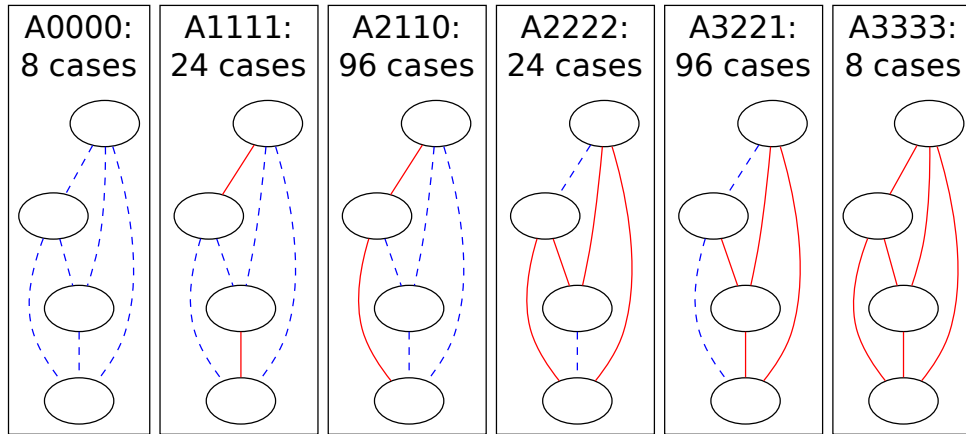 A0000:
8 cases
A1111:
24 cases
A2110:
96 cases
A2222:
24 cases
A3221:
96 cases
A3333:
8 cases